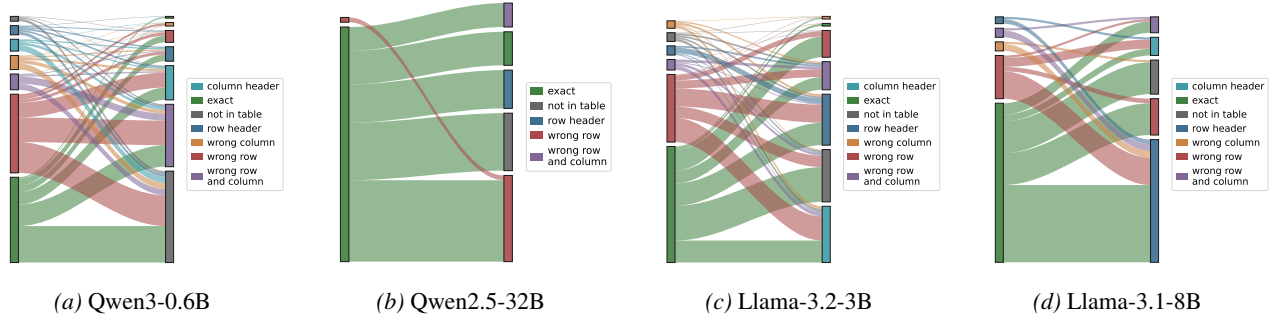 column header
exact
not in table
row header
wrong column
wrong row
wrong row
and column
exact
not in table
row header
wrong row
wrong row
and column
column header
exact
not in table
row header
wrong column
wrong row
wrong row
and column
column header
exact
not in table
row header
wrong column
wrong row
wrong row
and column
(a) Qwen3-0.6B
(b) Qwen2.5-32B
(c) Llama-3.2-3B
(d) Llama-3.1-8B